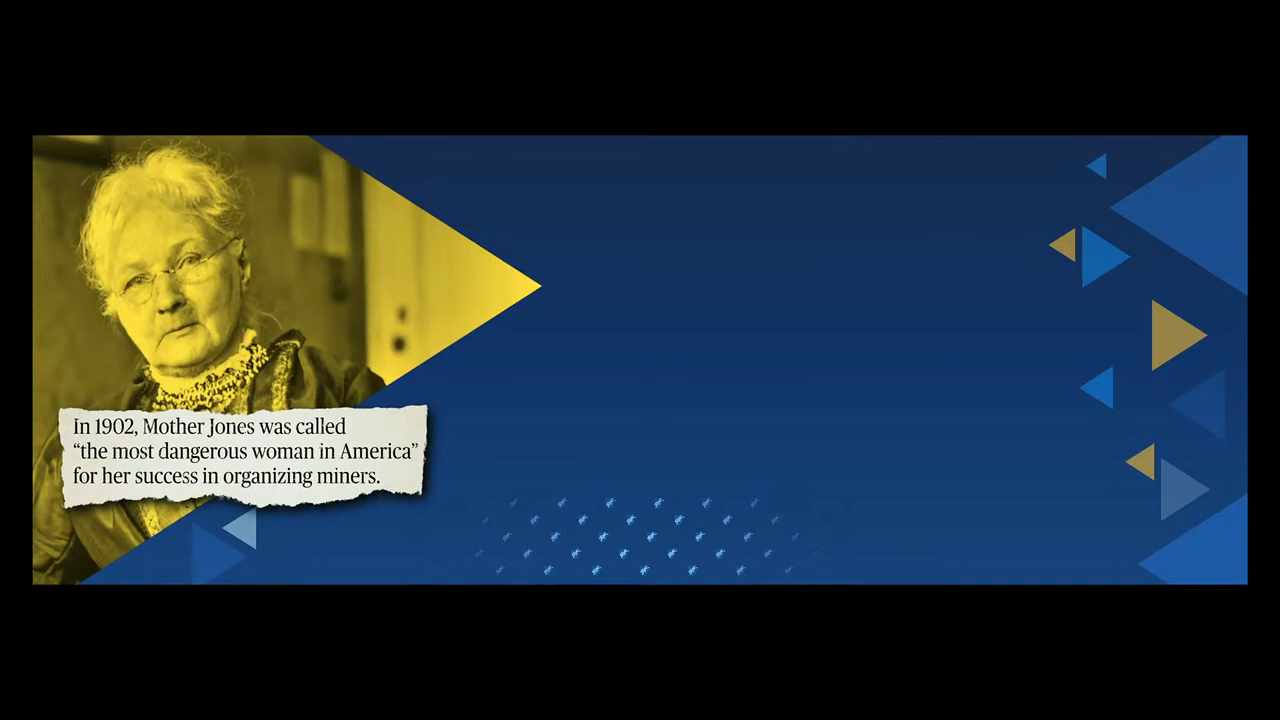 In 1902, Mother Jones was called
“the most dangerous woman in America”
for her success in organizing miners.